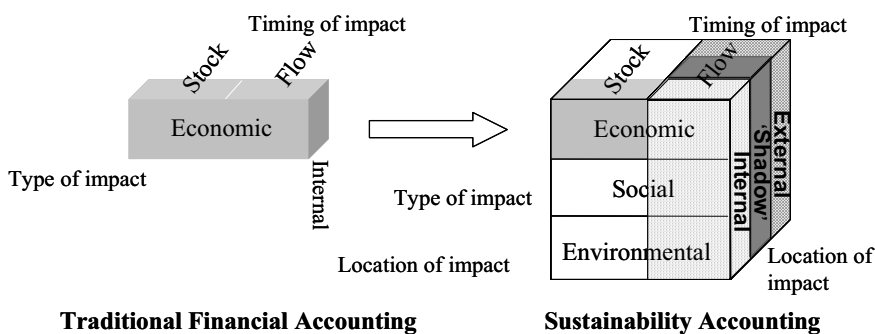 Timing of impact
Stock
Flow
Economic
Type of impact
Internal
Traditional Financial Accounting
Timing of impact
Stock
Flow
Economic
Social
Environmental
Type of impact
Location of impact
Internal
'Shadow'
External
Location of
impact
Sustainability Accounting